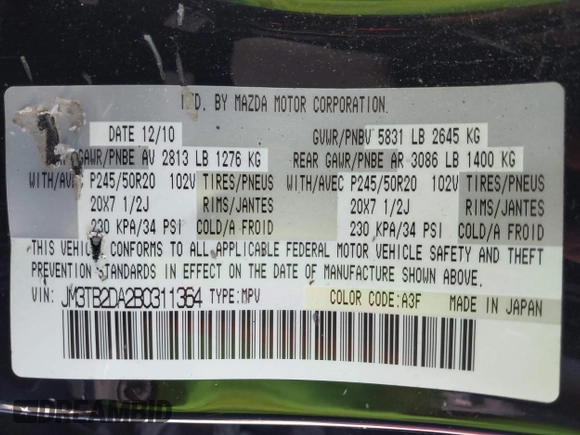 MFD. BY MAZDA MOTOR CORPORATION
DATE 12/10 GVWR/PNBV 5831 LB 2645 KG
GAWR/PNBE AV 2813 LB 1276 KG REAR GAWR/PNBE AR 3086 LB 1400 KG
WITH/AVEC P245/50R20 102V TIRES/PNEUS WITH/AVEC P245/50R20 102V TIRES/PNEUS
20X7 1/2J RIMS/JANTES 20X7 1/2J RIMS/JANTES
230 KPA/34 PSI COLD/A FROID 230 KPA/34 PSI COLD/A FROID
THIS VEHICLE CONFORMS TO ALL APPLICABLE FEDERAL MOTOR VEHICLE SAFETY AND THEFT
PREVENTION STANDARDS IN EFFECT ON THE DATE OF MANUFACTURE SHOWN ABOVE.
VIN: JM3TB2DA2B0311364 TYPE:MPV COLOR CODE:A3F MADE IN JAPAN
DREAMBID